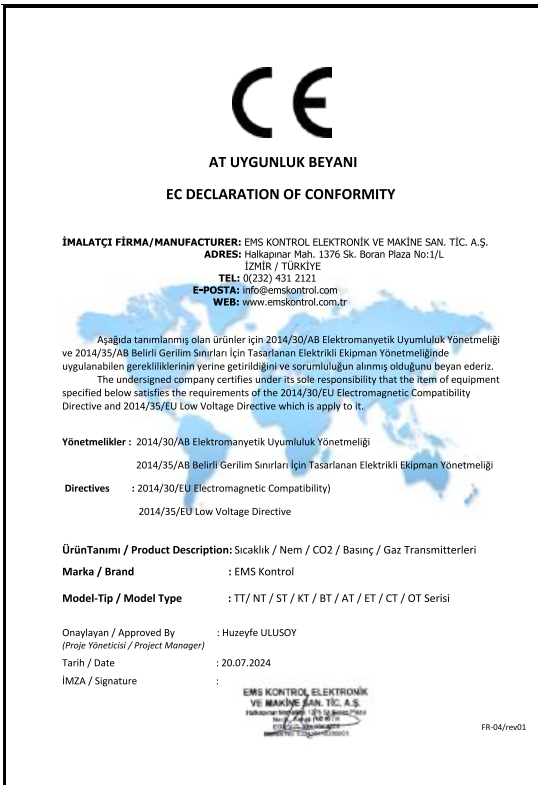 CE
AT UYGUNLUK BEYANI
EC DECLARATION OF CONFORMITY
İMALATÇI FİRMA/MANUFACTURER: EMS KONTROL ELEKTRONİK VE MAKİNE SAN. TİC. A.Ş.
ADRES: Halkapınar Mah. 1376 Sk. Boran Plaza No:1/L
İZMİR / TÜRKİYE
TEL: 0(232) 431 2121
E-POSTA: info@emskontrol.com
WEB: www.emskontrol.com.tr
Aşağıda tanımlanmış olan ürünler için 2014/30/AB Elektromanyetik Uyumluluk Yönetmeliği
ve 2014/35/AB Belirli Gerilim Sınırları İçin Tasarlanan Elektrikli Ekipman Yönetmeliğinde
uygulanabilen gerekliliklerinin yerine getirildiğini ve sorumluluğun alınmış olduğunu beyan ederiz.
The undersigned company certifies under its sole responsibility that the item of equipment
specified below satisfies the requirements of the 2014/30/EU Electromagnetic Compatibility
Directive and 2014/35/EU Low Voltage Directive which is apply to it.
Yönetmelikler : 2014/30/AB Elektromanyetik Uyumluluk Yönetmeliği
2014/35/AB Belirli Gerilim Sınırları İçin Tasarlanan Elektrikli Ekipman Yönetmeliği
Directives : 2014/30/EU Electromagnetic Compatibility)
2014/35/EU Low Voltage Directive
ÜrünTanımı / Product Description: Sıcaklık / Nem / CO2 / Basınç / Gaz Transmitterleri
Marka / Brand : EMS Kontrol
Model-Tip / Model Type : TT/ NT / ST / KT / BT / AT / ET / CT / OT Serisi
Onaylayan / Approved By : Huzeyfe ULUSOY
(Proje Yöneticisi / Project Manager)
Tarih / Date : 20.07.2024
İMZA / Signature :
EMS KONTROL ELEKTRONİK
VE MAKİNE SAN. TİC. A.Ş.
FR-04/rev01